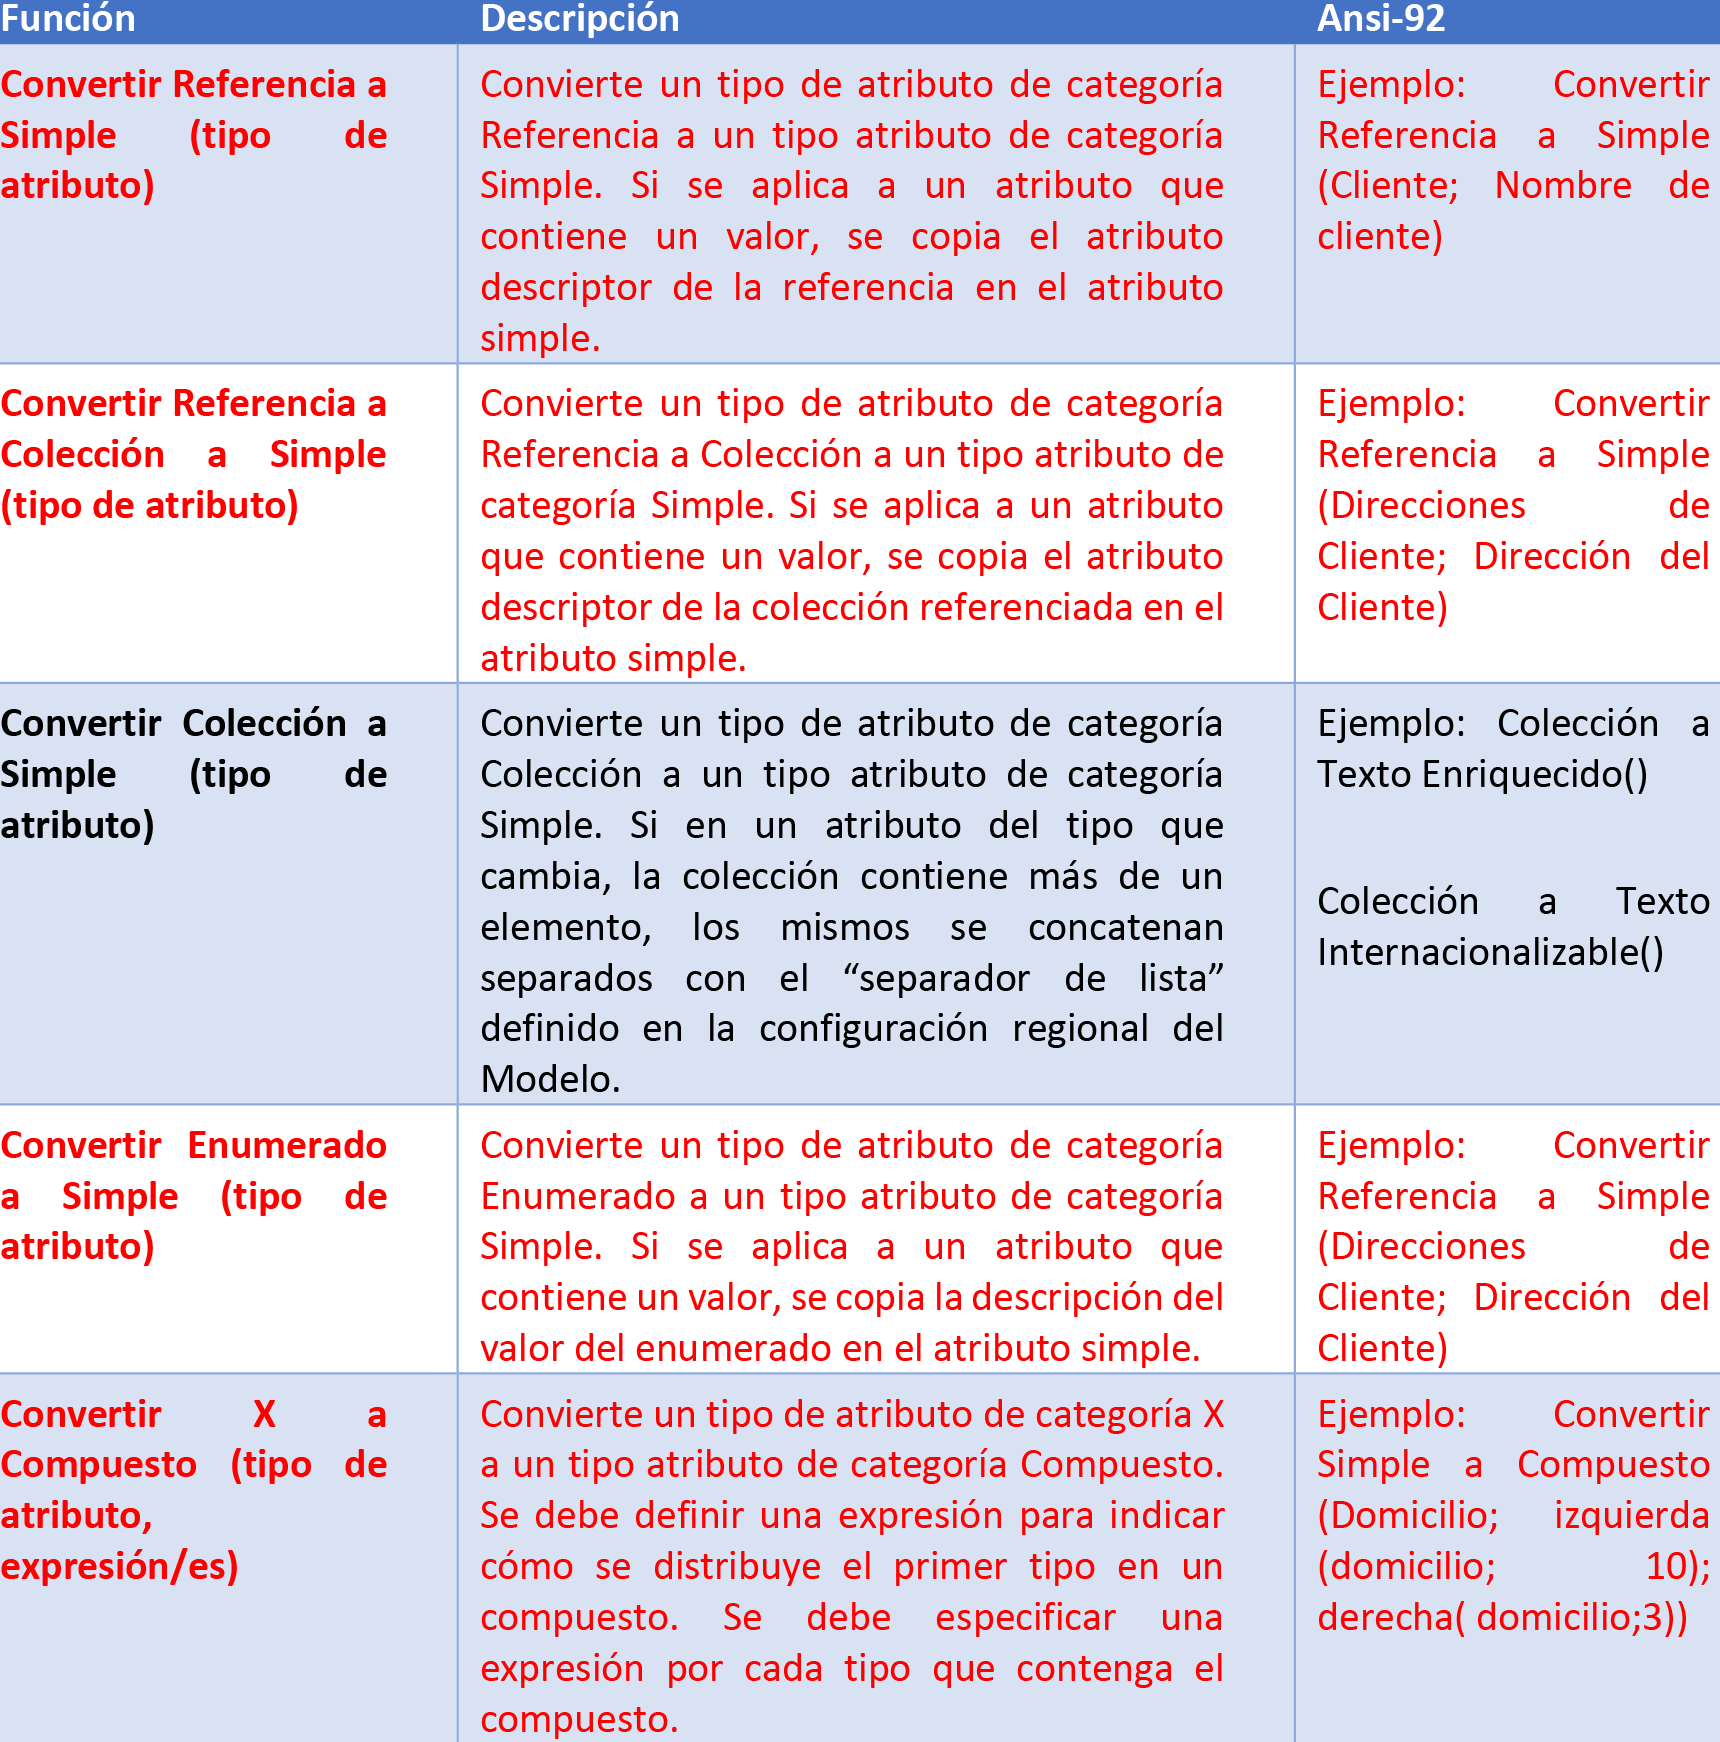 Función
Descripción
Ansi-92
Convertir Referencia a
Simple (tipo de
atributo)
Convierte un tipo de atributo de categoría
Referencia a un tipo atributo de categoría
Simple. Si se aplica a un atributo que
contiene un valor, se copia el atributo
descriptor de la referencia en el atributo
simple.
Ejemplo: Convertir
Referencia a Simple
(Cliente; Nombre de
cliente)
Convertir Referencia a
Colección a Simple
(tipo de atributo)
Convierte un tipo de atributo de categoría
Referencia a Colección a un tipo atributo de
categoría Simple. Si se aplica a un atributo
que contiene un valor, se copia el atributo
descriptor de la colección referenciada en el
atributo simple.
Ejemplo: Convertir
Referencia a Simple
(Direcciones de
Cliente; Dirección del
Cliente)
Convertir Colección a
Simple (tipo de
atributo)
Convierte un tipo de atributo de categoría
Colección a un tipo atributo de categoría
Simple. Si en un atributo del tipo que
cambia, la colección contiene más de un
elemento, los mismos se concatenan
separados con el “separador de lista”
definido en la configuración regional del
Modelo.
Ejemplo: Colección a
Texto Enriquecido()
Colección a Texto
Internacionalizable()
Convertir Enumerado
a Simple (tipo de
atributo)
Convierte un tipo de atributo de categoría
Enumerado a un tipo atributo de categoría
Simple. Si se aplica a un atributo que
contiene un valor, se copia la descripción del
valor del enumerado en el atributo simple.
Ejemplo: Convertir
Referencia a Simple
(Direcciones de
Cliente; Dirección del
Cliente)
Convertir X a
Compuesto (tipo de
atributo,
expresión/es)
Convierte un tipo de atributo de categoría X
a un tipo atributo de categoría Compuesto.
Se debe definir una expresión para indicar
cómo se distribuye el primer tipo en un
compuesto. Se debe especificar una
expresión por cada tipo que contenga el
compuesto.
Ejemplo: Convertir
Simple a Compuesto
(Domicilio; izquierda
(domicilio; 10);
derecha( domicilio;3))